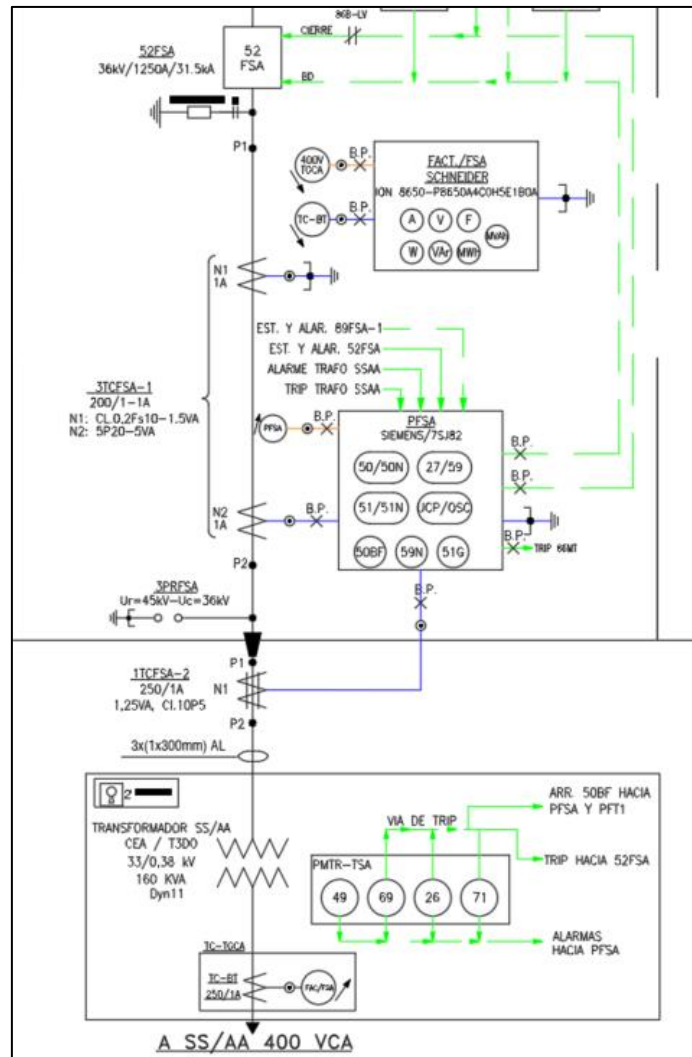 86B-LV
CIERRE
52FSA
36kV/1250A/31.5kA
52
FSA
BD
P1
400V
TGCA
B.P.
TC-BT
B.P.
FACT./FSA
SCHNEIDER
ION 8650-P8650A4C0H5E1B0A
A
V
F
MVAh
W
VAr
MWH
N1
1A
3TCFSA-1
200/1-1A
N1: CL.0,2Fs10-1.5VA
N2: 5P20-5VA
EST. Y ALAR. 89FSA-1
EST. Y ALAR. 52FSA
ALARME TRAFO SSAA
TRIP TRAFO SSAA
PFSA
B.P.
PFSA
SIEMENS/7SJ82
50/50N
27/59
51/51N
UCP/OSC
50BF
59N
51G
B.P.
B.P.
B.P.
TRIP 86MT
N2
1A
P2
B.P.
3PRFSA
Ur=45kV-Uc=36kV
P1
1TCFSA-2
250/1A
1,25VA, Cl.10P5
N1
P2
3x(1x300mm) AL
2
TRANSFORMADOR SS/AA
CEA / T3DO
33/0,38 kV
160 KVA
Dyn11
ARR. 50BF HACIA
PFSA Y PFT1
VIA DE TRIP
TRIP HACIA 52FSA
PMTR-TSA
49
69
26
71
ALARMAS
HACIA PFSA
TC-TGCA
TC-BT
250/1A
FAC/FSA
A SS/AA 400 VCA